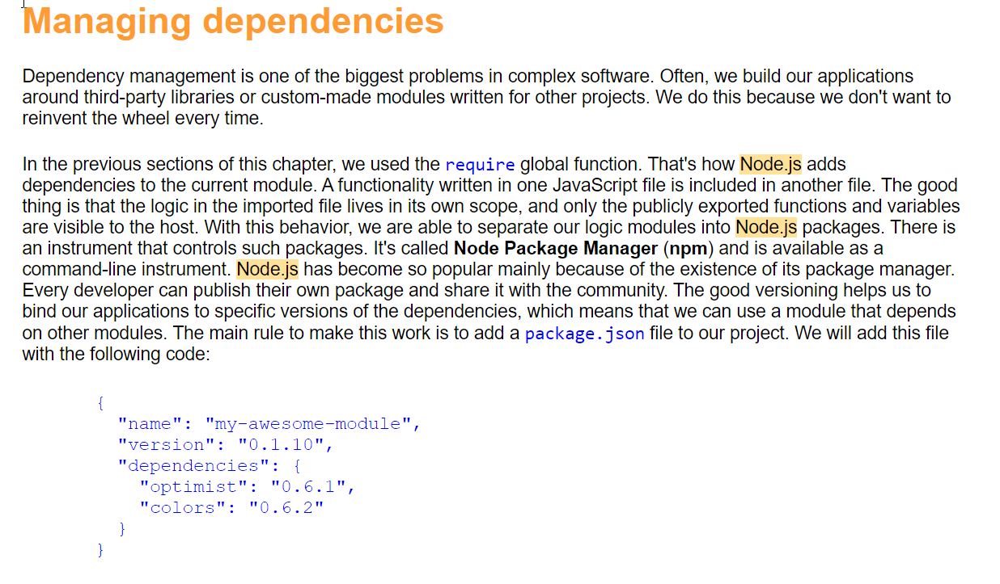 Managing dependencies
Dependency management is one of the biggest problems in complex software. Often, we build our applications
around third-party libraries or custom-made modules written for other projects. We do this because we don't want to
reinvent the wheel every time.
In the previous sections of this chapter, we used the require global function. That's how Node.js adds
dependencies to the current module. A functionality written in one JavaScript file is included in another file. The good
thing is that the logic in the imported file lives in its own scope, and only the publicly exported functions and variables
are visible to the host. With this behavior, we are able to separate our logic modules into Node.js packages. There is
an instrument that controls such packages. It's called Node Package Manager (npm) and is available as a
command-line instrument. Node.js has become so popular mainly because of the existence of its package manager.
Every developer can publish their own package and share it with the community. The good versioning helps us to
bind our applications to specific versions of the dependencies, which means that we can use a module that depends
on other modules. The main rule to make this work is to add a package.json file to our project. We will add this file
with the following code:
{
  "name": "my-awesome-module",
  "version": "0.1.10",
  "dependencies": {
    "optimist": "0.6.1",
    "colors": "0.6.2"
  }
}